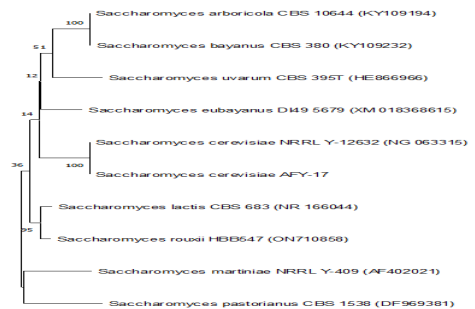 Saccharomyces arboricola CBS 10644 (KY109194)
100
Saccharomyces bayanus CBS 380 (KY109232)
51
12
Saccharomyces uvarum CBS 395T (HE866966)
Saccharomyces eubayanus DI49 5679 (XM 018368615)
14
Saccharomyces cerevisiae NRRL Y-12632 (NG 063315)
36
100
Saccharomyces cerevisiae AFY-17
Saccharomyces lactis CBS 683 (NR 166044)
95
Saccharomyces rouxii HBB547 (ON710858)
Saccharomyces martiniae NRRL Y-409 (AF402021)
Saccharomyces pastorianus CBS 1538 (DF969381)